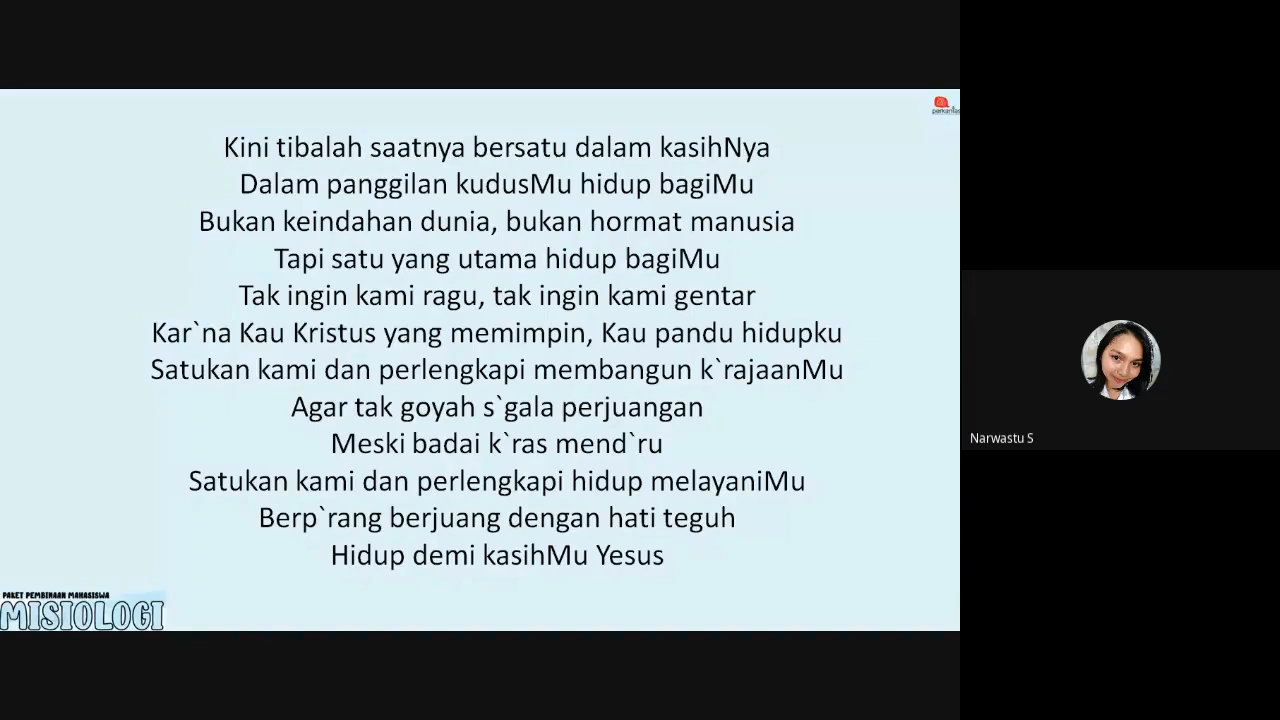 Kini tibalah saatnya bersatu dalam kasihNya
Dalam panggilan kudusMu hidup bagiMu
Bukan keindahan dunia, bukan hormat manusia
Tapi satu yang utama hidup bagiMu
Tak ingin kami ragu, tak ingin kami gentar
Kar`na Kau Kristus yang memimpin, Kau pandu hidupku
Satukan kami dan perlengkapi membangun k`rajaanMu
Agar tak goyah s`gala perjuangan
Meski badai k`ras mend`ru
Satukan kami dan perlengkapi hidup melayaniMu
Berp`rang berjuang dengan hati teguh
Hidup demi kasihMu Yesus
PAKET PEMBINAAN MAHASISWA
MISIOLOGI
Narwastu S